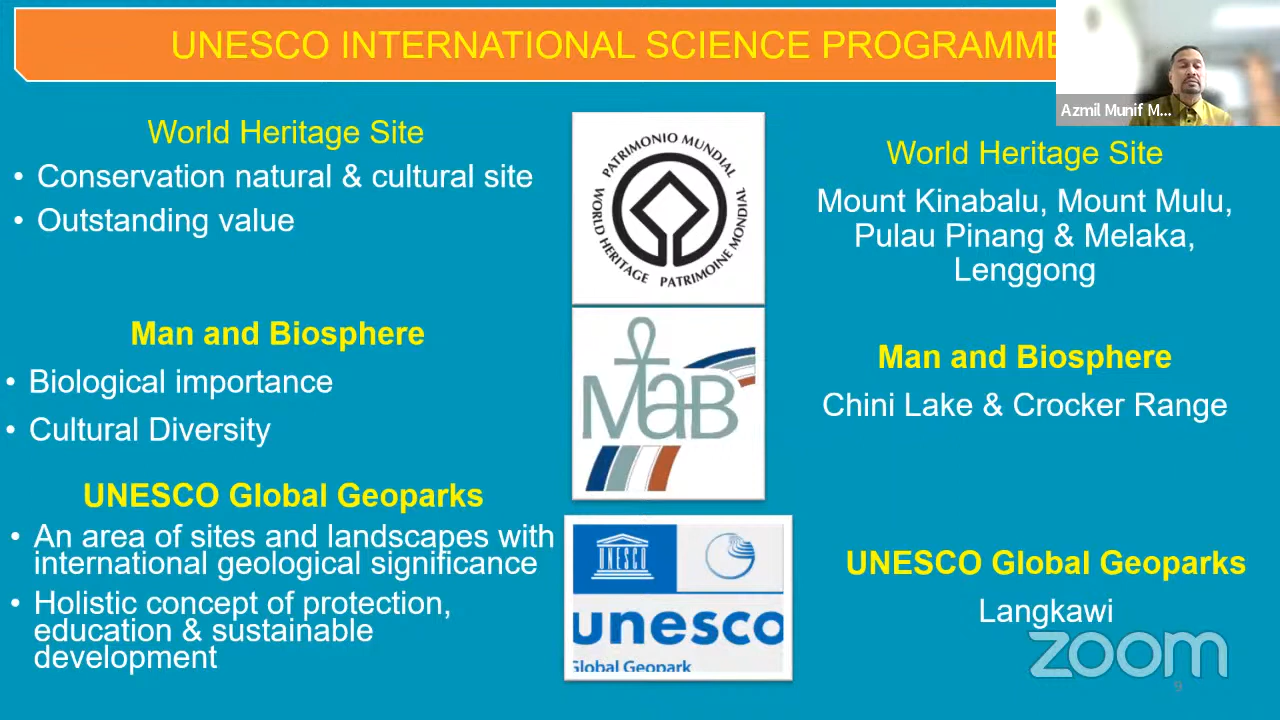 UNESCO INTERNATIONAL SCIENCE PROGRAMME
Azmil Munif M...
World Heritage Site
• Conservation natural & cultural site
• Outstanding value
PATRIMONIO MUNDIAL
WORLD HERITAGE
PATRIMOINE MONDIAL
World Heritage Site
Mount Kinabalu, Mount Mulu,
Pulau Pinang & Melaka,
Lenggong
Man and Biosphere
• Biological importance
• Cultural Diversity
MaB
Man and Biosphere
Chini Lake & Crocker Range
UNESCO Global Geoparks
• An area of sites and landscapes with
international geological significance
• Holistic concept of protection,
education & sustainable
development
UNESCO
unesco
Global Geopark
UNESCO Global Geoparks
Langkawi
zoom
9